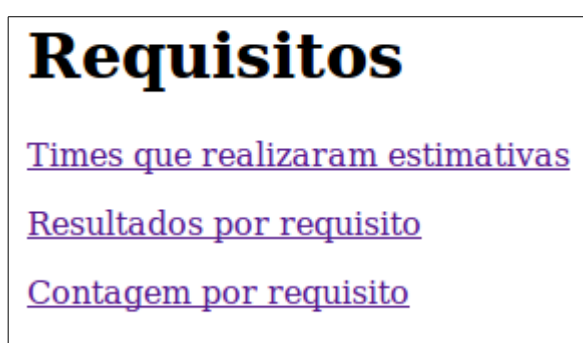 Requisitos
Times que realizaram estimativas
Resultados por requisito
Contagem por requisito